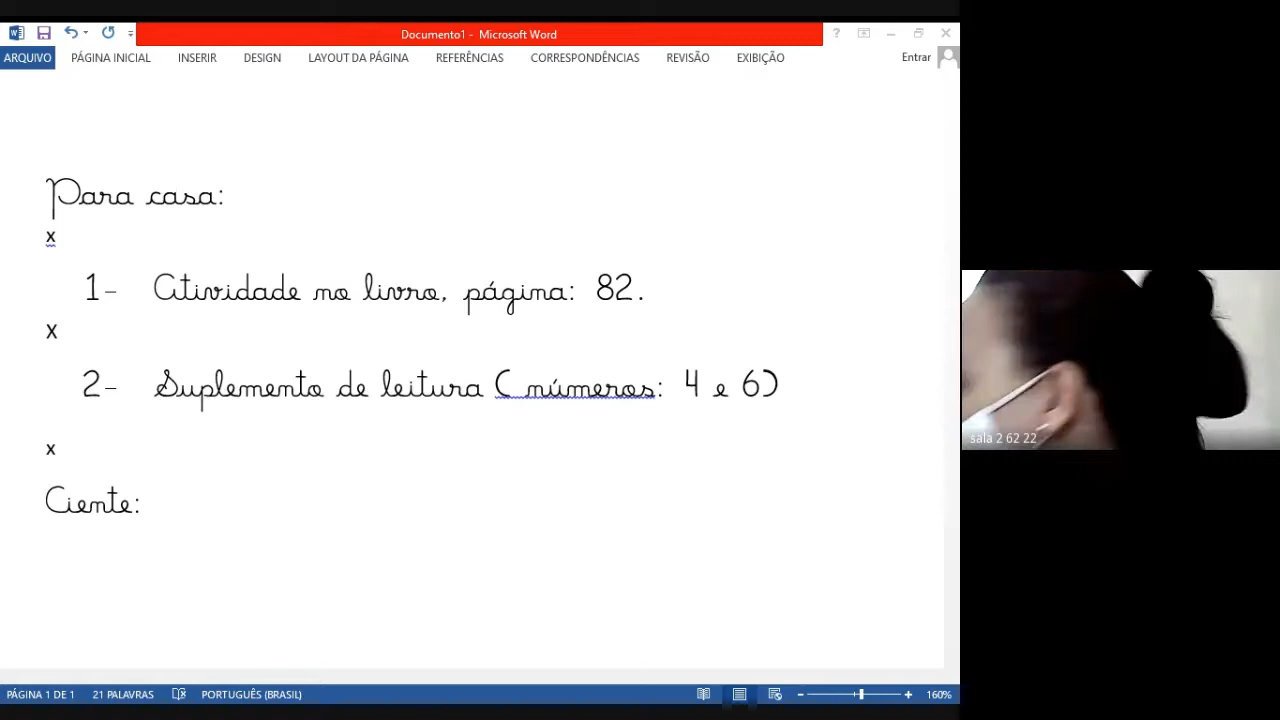 Documento1 - Microsoft Word
?
ARQUIVO PÁGINA INICIAL INSERIR DESIGN LAYOUT DA PÁGINA REFERÊNCIAS CORRESPONDÊNCIAS REVISÃO EXIBIÇÃO Entrar
Para casa:
x
1- Atividade no livro, página: 82.
X
2- Suplemento de leitura ( números: 4 e 6)
x
Ciente:
sala 2 62 22
PÁGINA 1 DE 1 21 PALAVRAS PORTUGUÊS (BRASIL) 160%